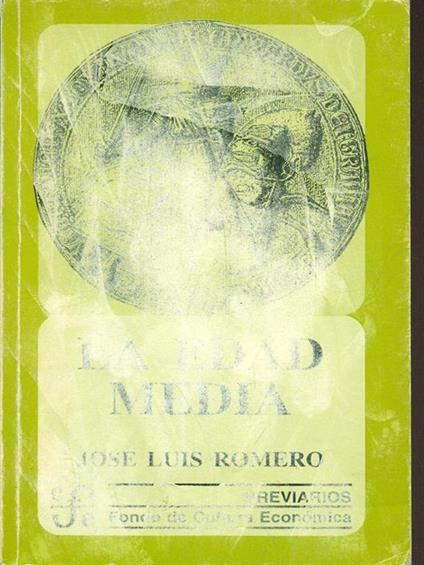 LA EDAD
MEDIA
JOSE LUIS ROMERO
BREVIARIOS
Fondo de Cultura Económica